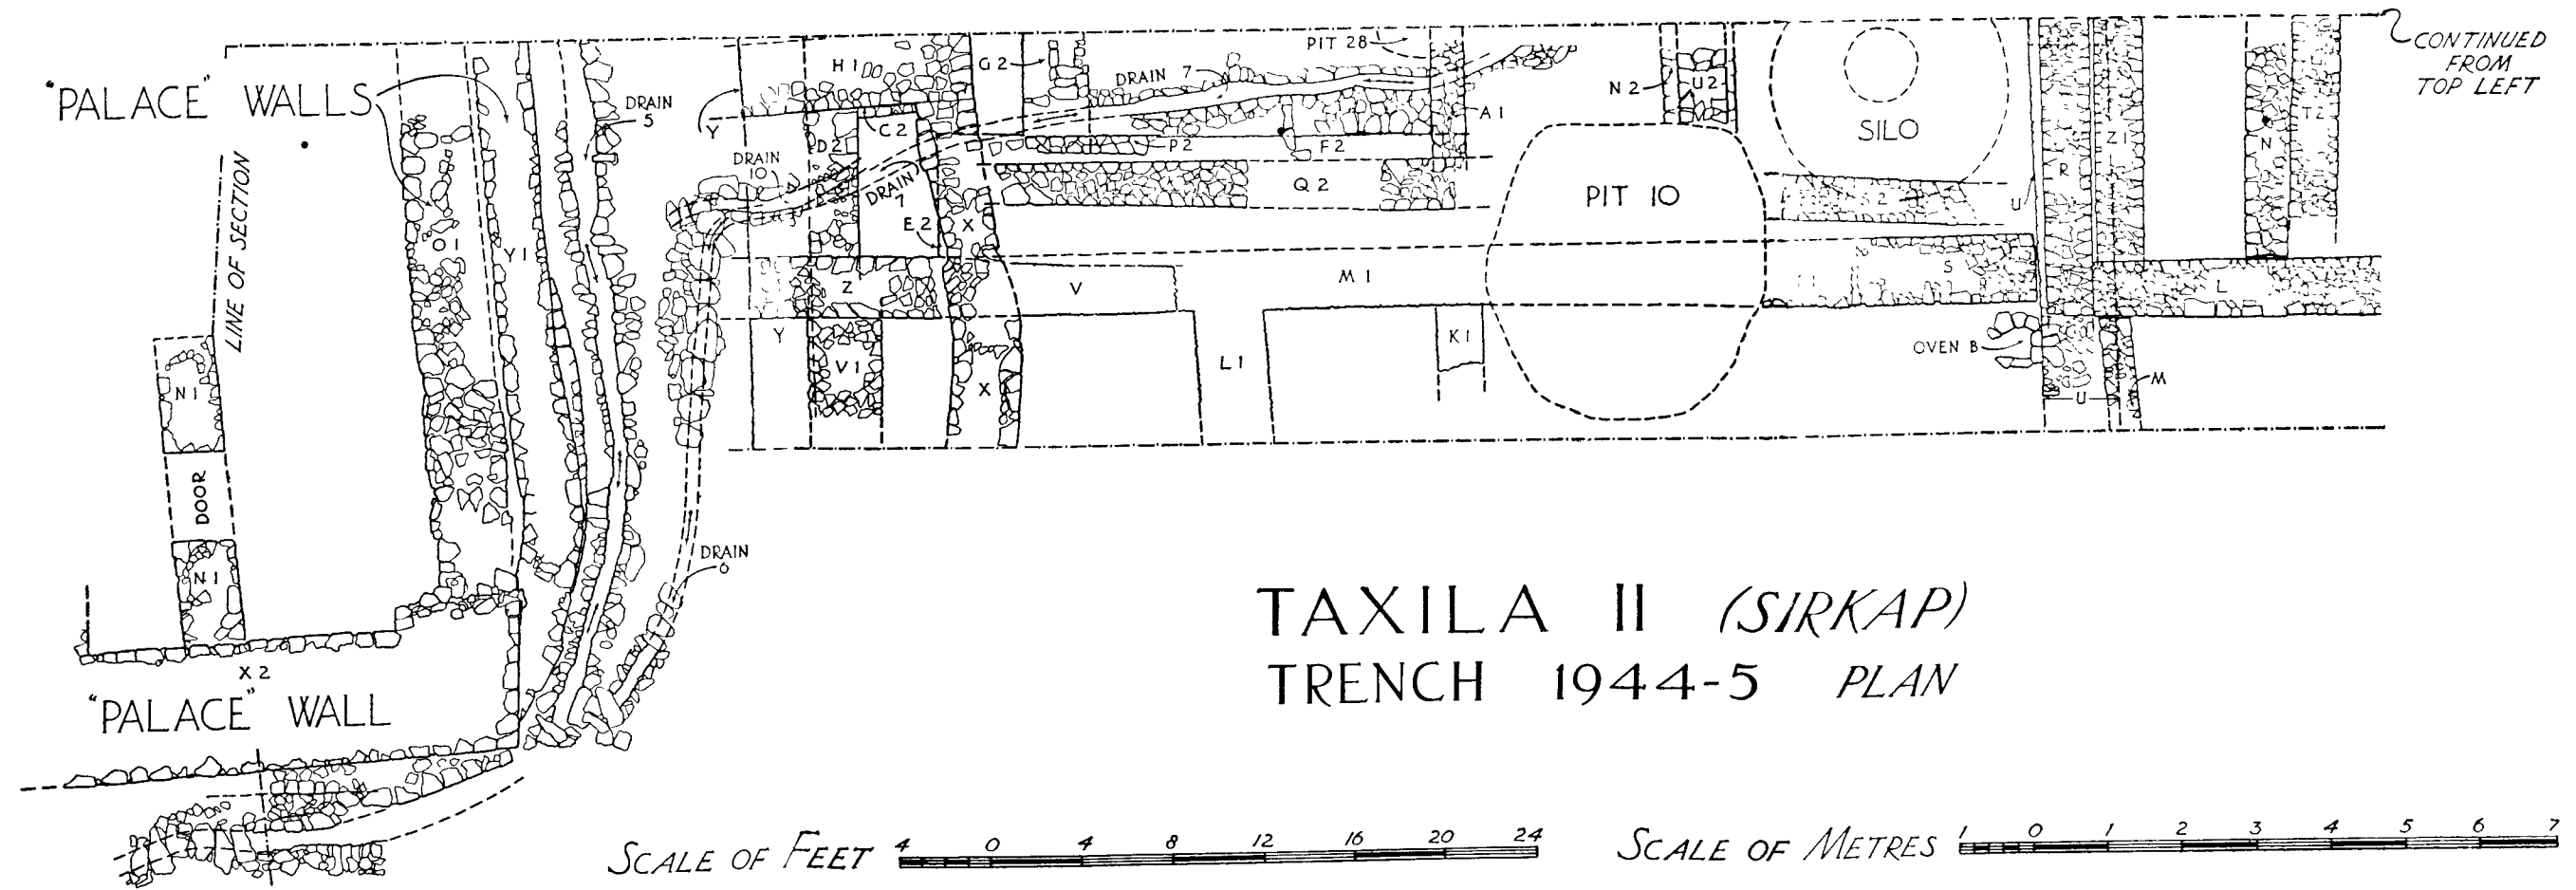 "PALACE" WALLS
LINE OF SECTION
DRAIN
5
O1
Y1
N1
DOOR
N1
X2
"PALACE" WALL
DRAIN
6
Y
H1
C2
D2
DRAIN
10
DRAIN
7
E2
X
Z
Y
V1
X
G2
DRAIN 7
PIT 28
A1
P2
F2
Q2
V
M1
L1
K1
N2
U2
PIT 10
SILO
S2
U
S
OVEN B
R
Z1
U
M
N
T2
L
CONTINUED
FROM
TOP LEFT
TAXILA II (SIRKAP)
TRENCH 1944-5 PLAN
SCALE OF FEET 4 0 4 8 12 16 20 24
SCALE OF METRES 1 0 1 2 3 4 5 6 7